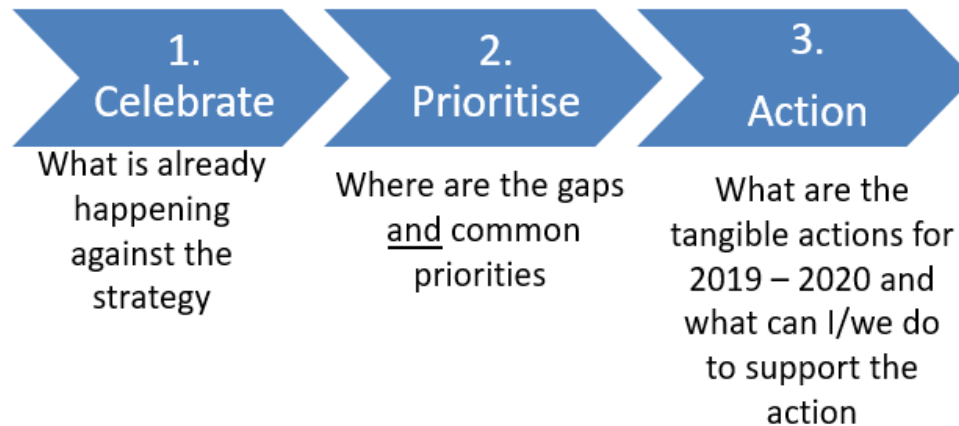 1.
Celebrate
What is already
happening
against the
strategy
2.
Prioritise
Where are the gaps
and common
priorities
3.
Action
What are the
tangible actions for
2019 – 2020 and
what can I/we do
to support the
action